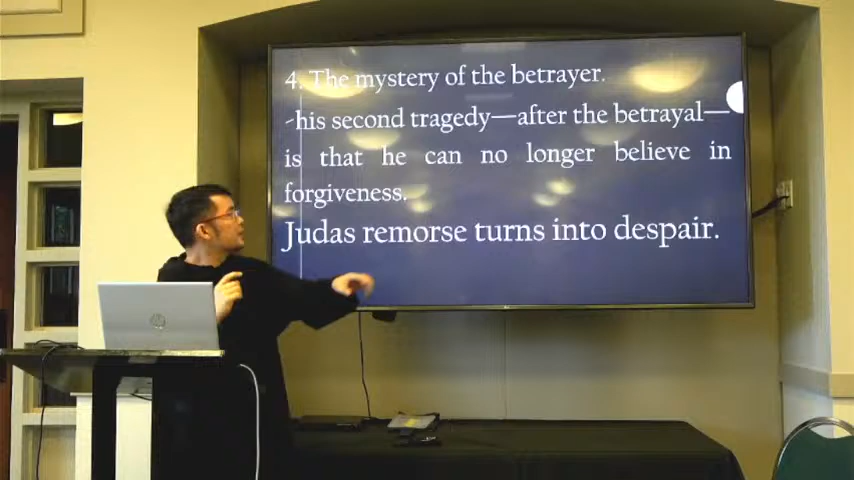 4. The mystery of the betrayer.
-his second tragedy—after the betrayal—
is that he can no longer believe in
forgiveness.
Judas remorse turns into despair.
hp